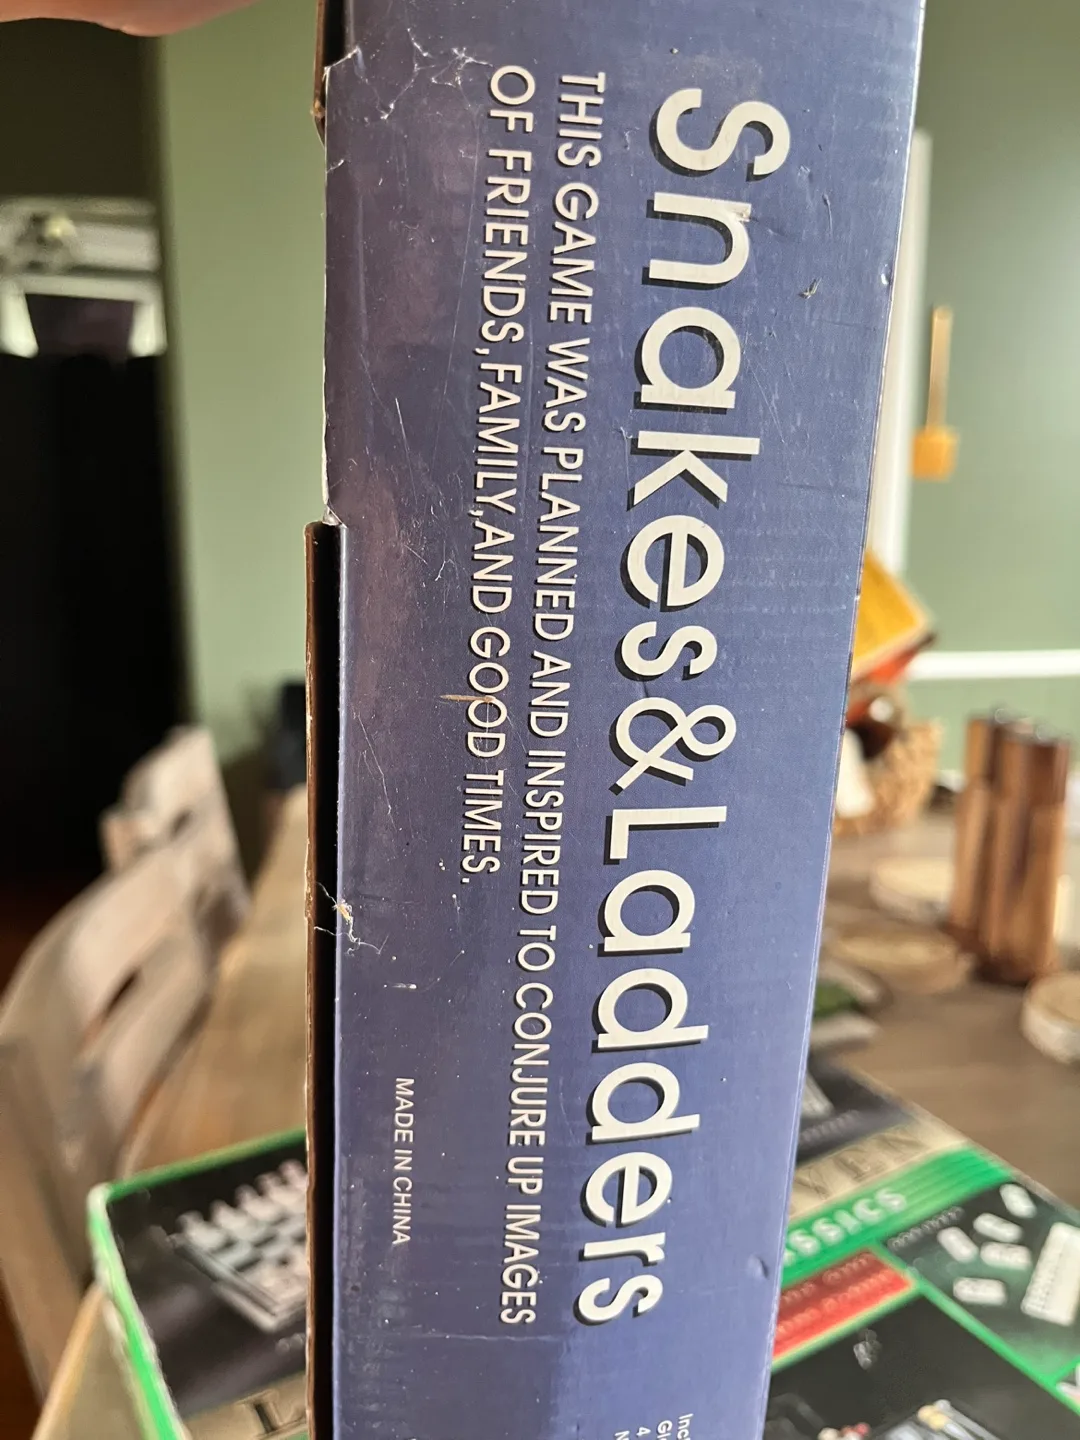 Snakes&Ladders
THIS GAME WAS PLANNED AND INSPIRED TO CONJURE UP IMAGES
OF FRIENDS, FAMILY, AND GOOD TIMES.
MADE IN CHINA